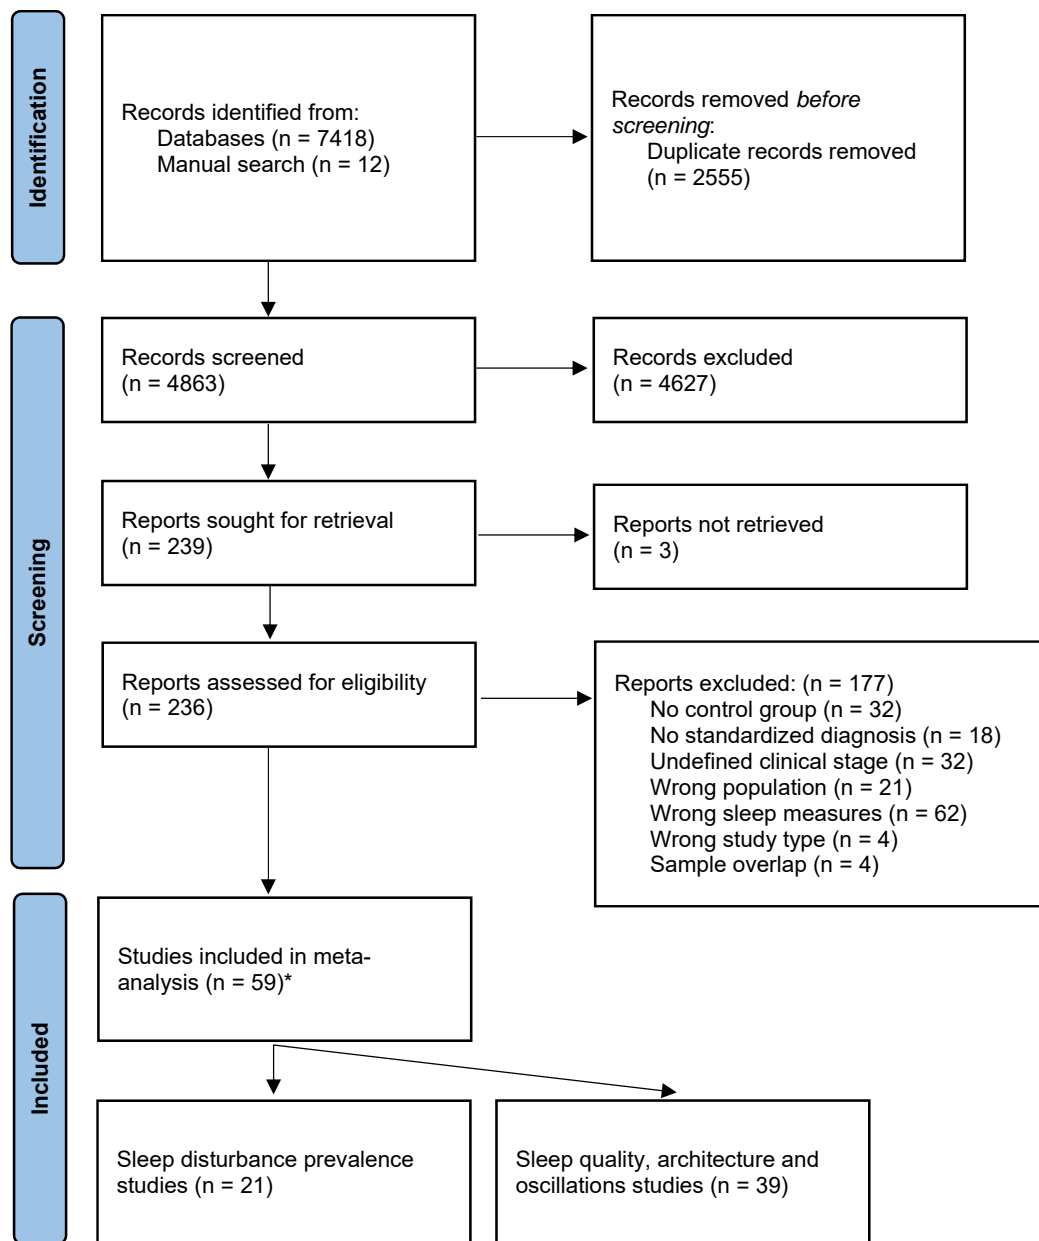 Identification
Records identified from:
Databases (n = 7418)
Manual search (n = 12)
Records removed before
screening:
Duplicate records removed
(n = 2555)
Screening
Records screened
(n = 4863)
Records excluded
(n = 4627)
Reports sought for retrieval
(n = 239)
Reports not retrieved
(n = 3)
Reports assessed for eligibility
(n = 236)
Reports excluded: (n = 177)
No control group (n = 32)
No standardized diagnosis (n = 18)
Undefined clinical stage (n = 32)
Wrong population (n = 21)
Wrong sleep measures (n = 62)
Wrong study type (n = 4)
Sample overlap (n = 4)
Included
Studies included in meta-
analysis (n = 59)*
Sleep disturbance prevalence
studies (n = 21)
Sleep quality, architecture and
oscillations studies (n = 39)